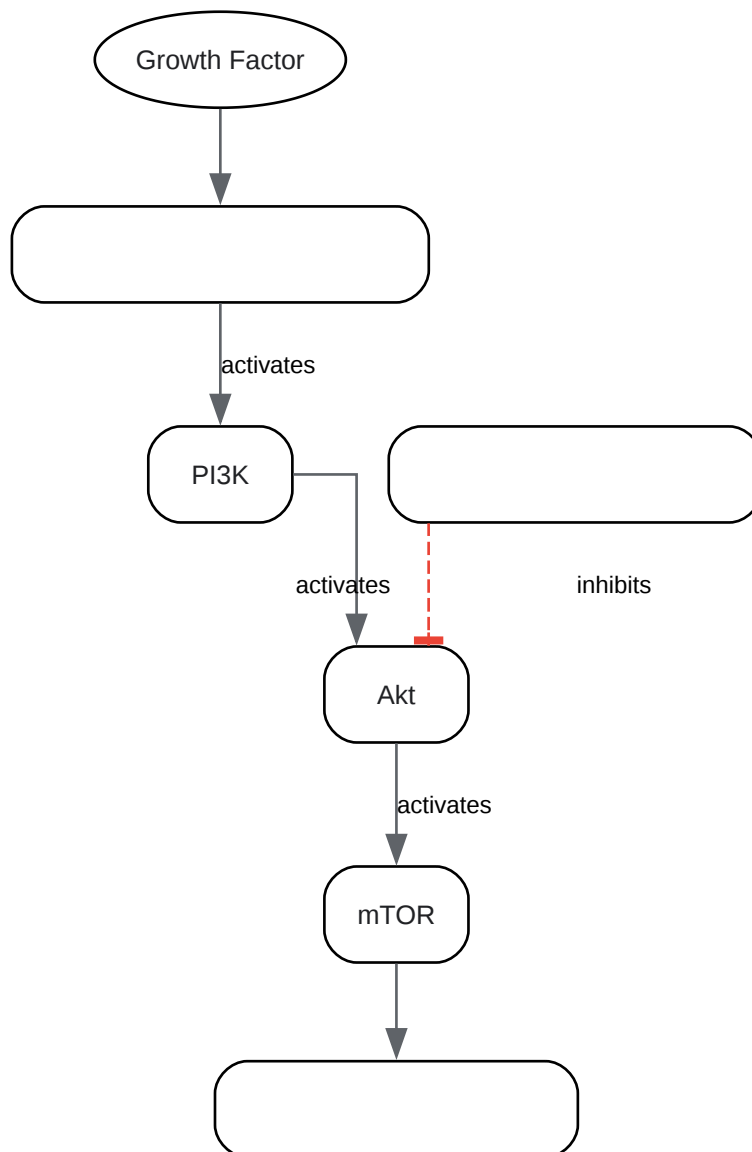 Growth Factor
activates
PI3K
activates
inhibits
Akt
activates
mTOR